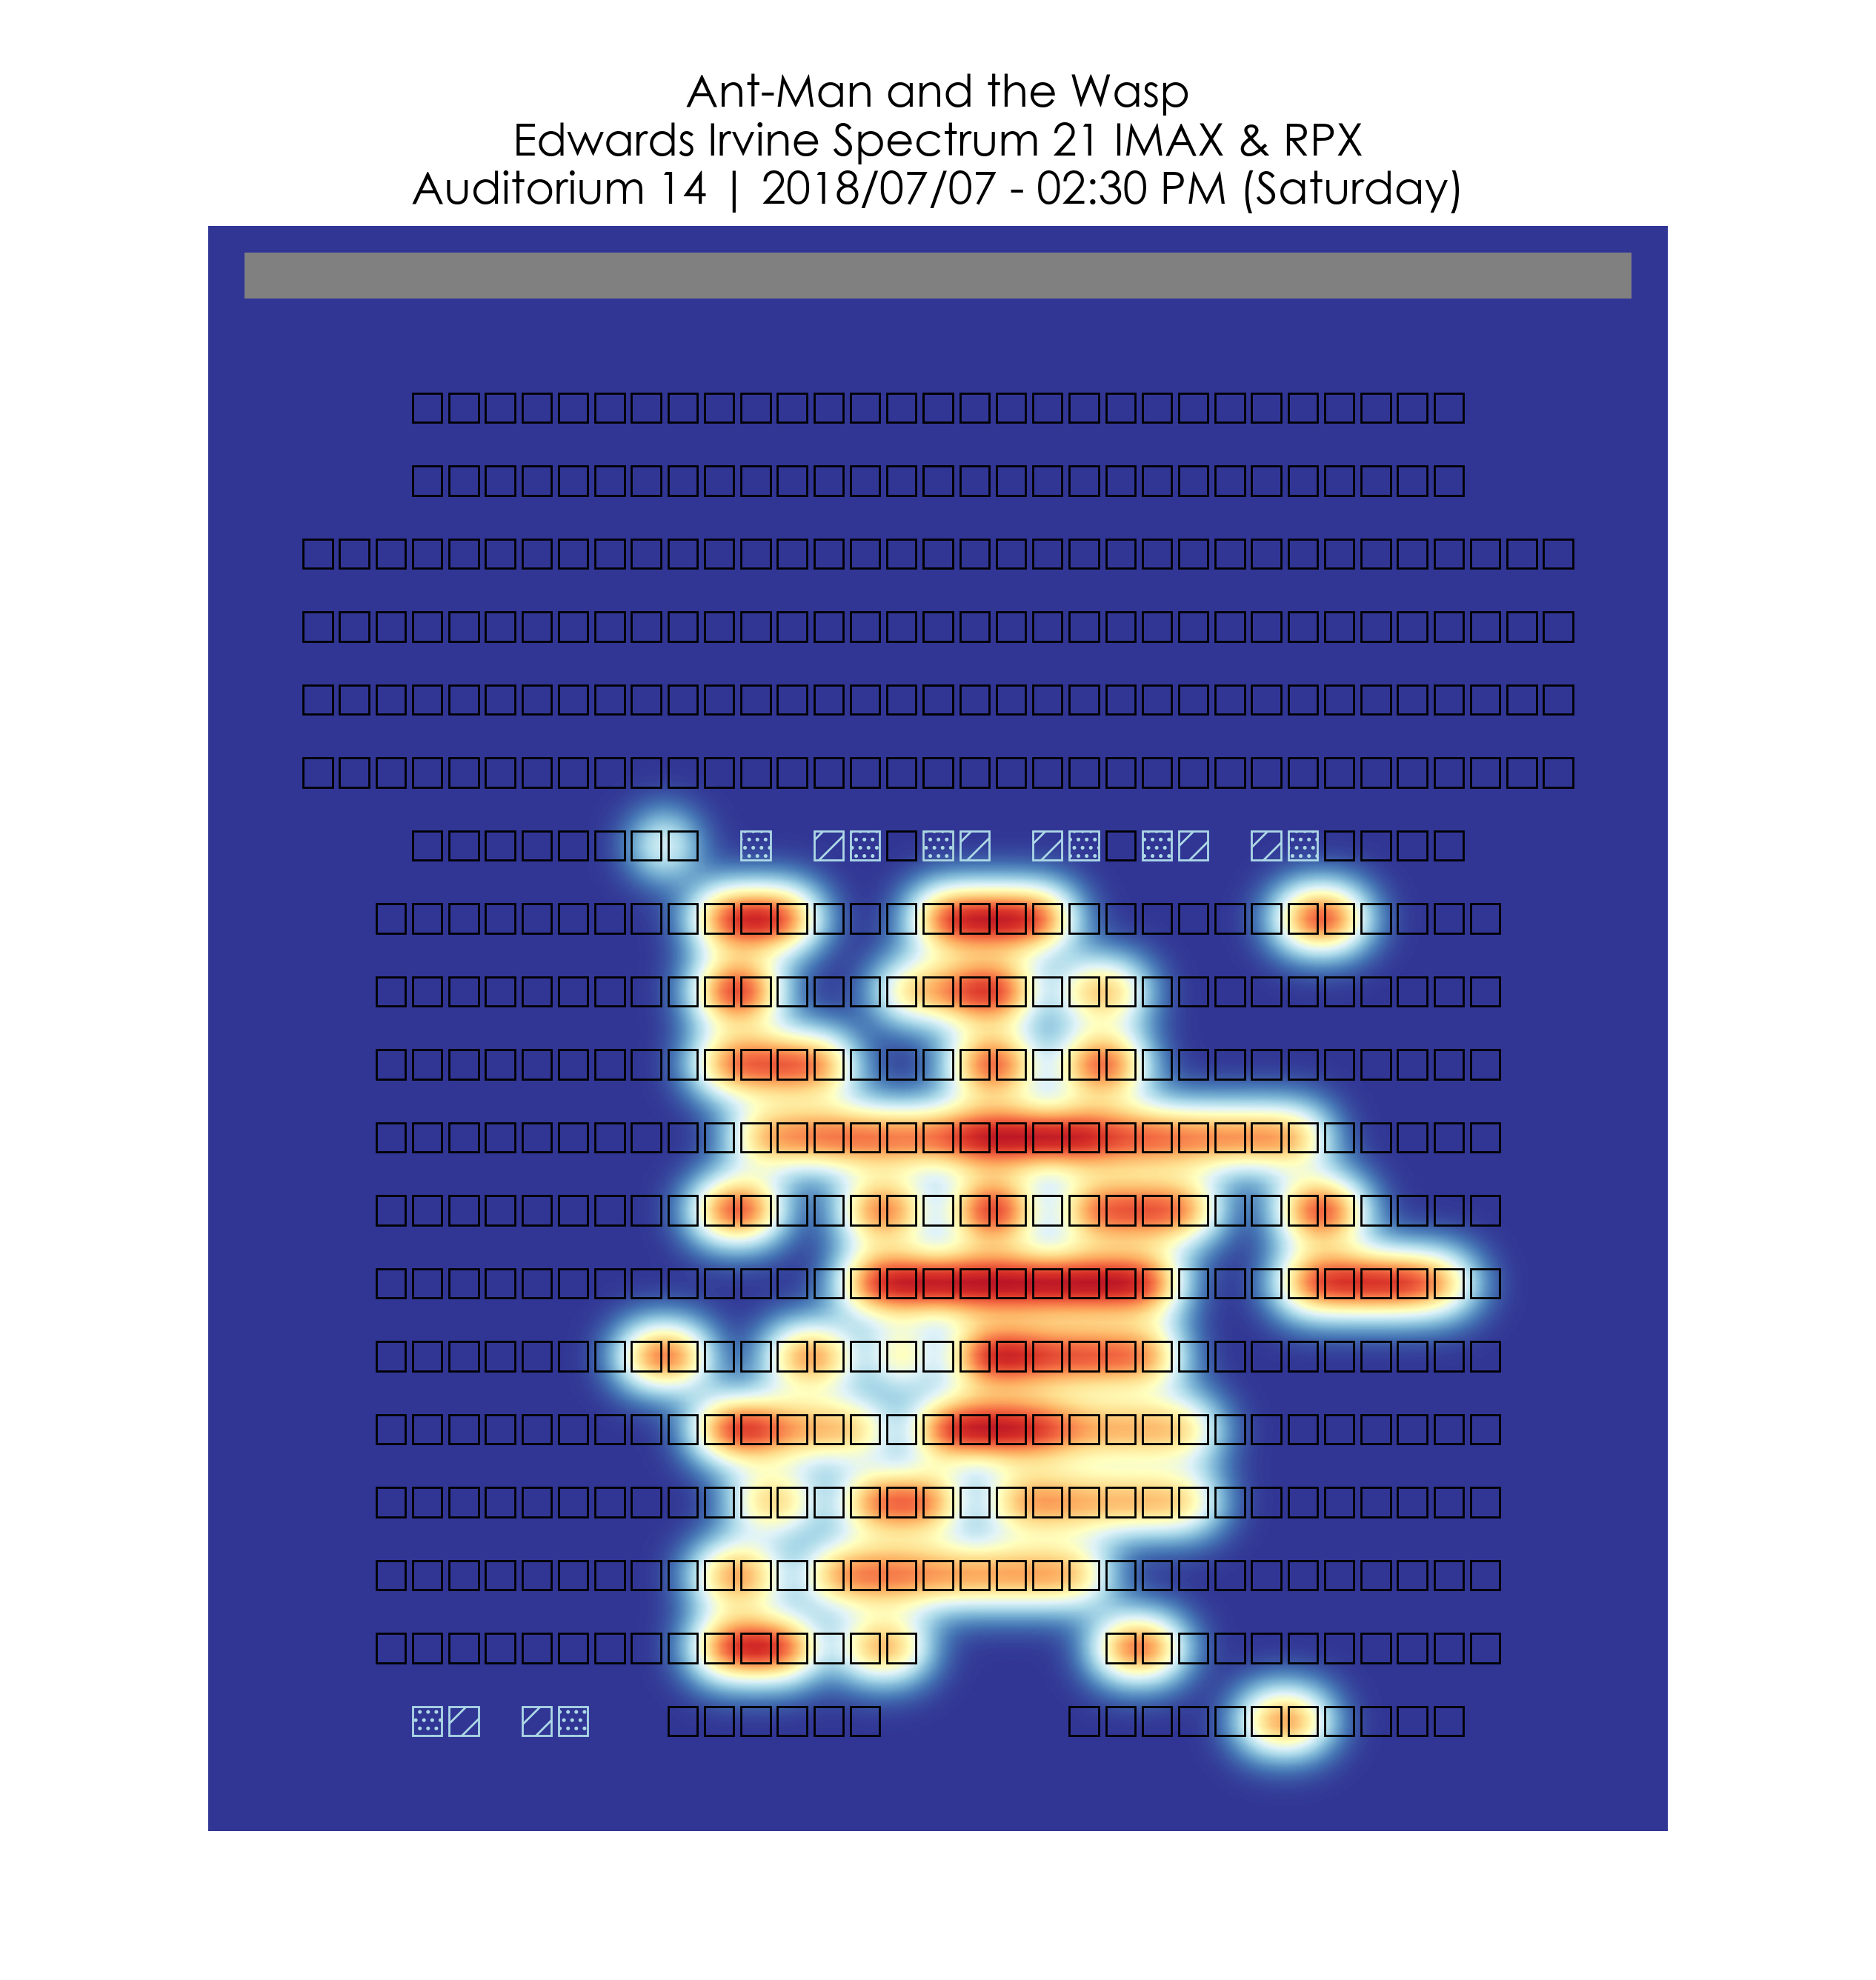 Ant-Man and the Wasp
Edwards Irvine Spectrum 21 IMAX & RPX
Auditorium 14 | 2018/07/07 - 02:30 PM (Saturday)